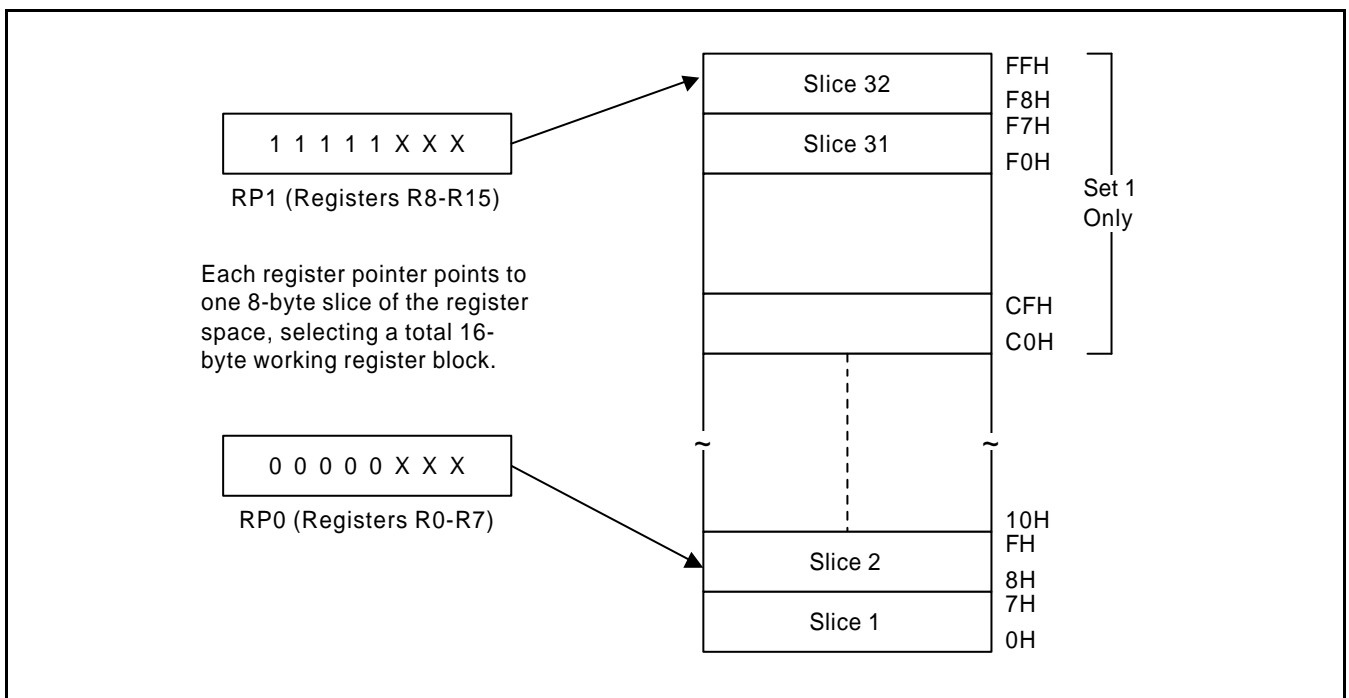 1 1 1 1 1 X X X
RP1 (Registers R8-R15)
Each register pointer points to
one 8-byte slice of the register
space, selecting a total 16-
byte working register block.
0 0 0 0 0 X X X
RP0 (Registers R0-R7)
Slice 32
Slice 31
~
~
Slice 2
Slice 1
FFH
F8H
F7H
F0H
CFH
C0H
10H
FH
8H
7H
0H
Set 1
Only